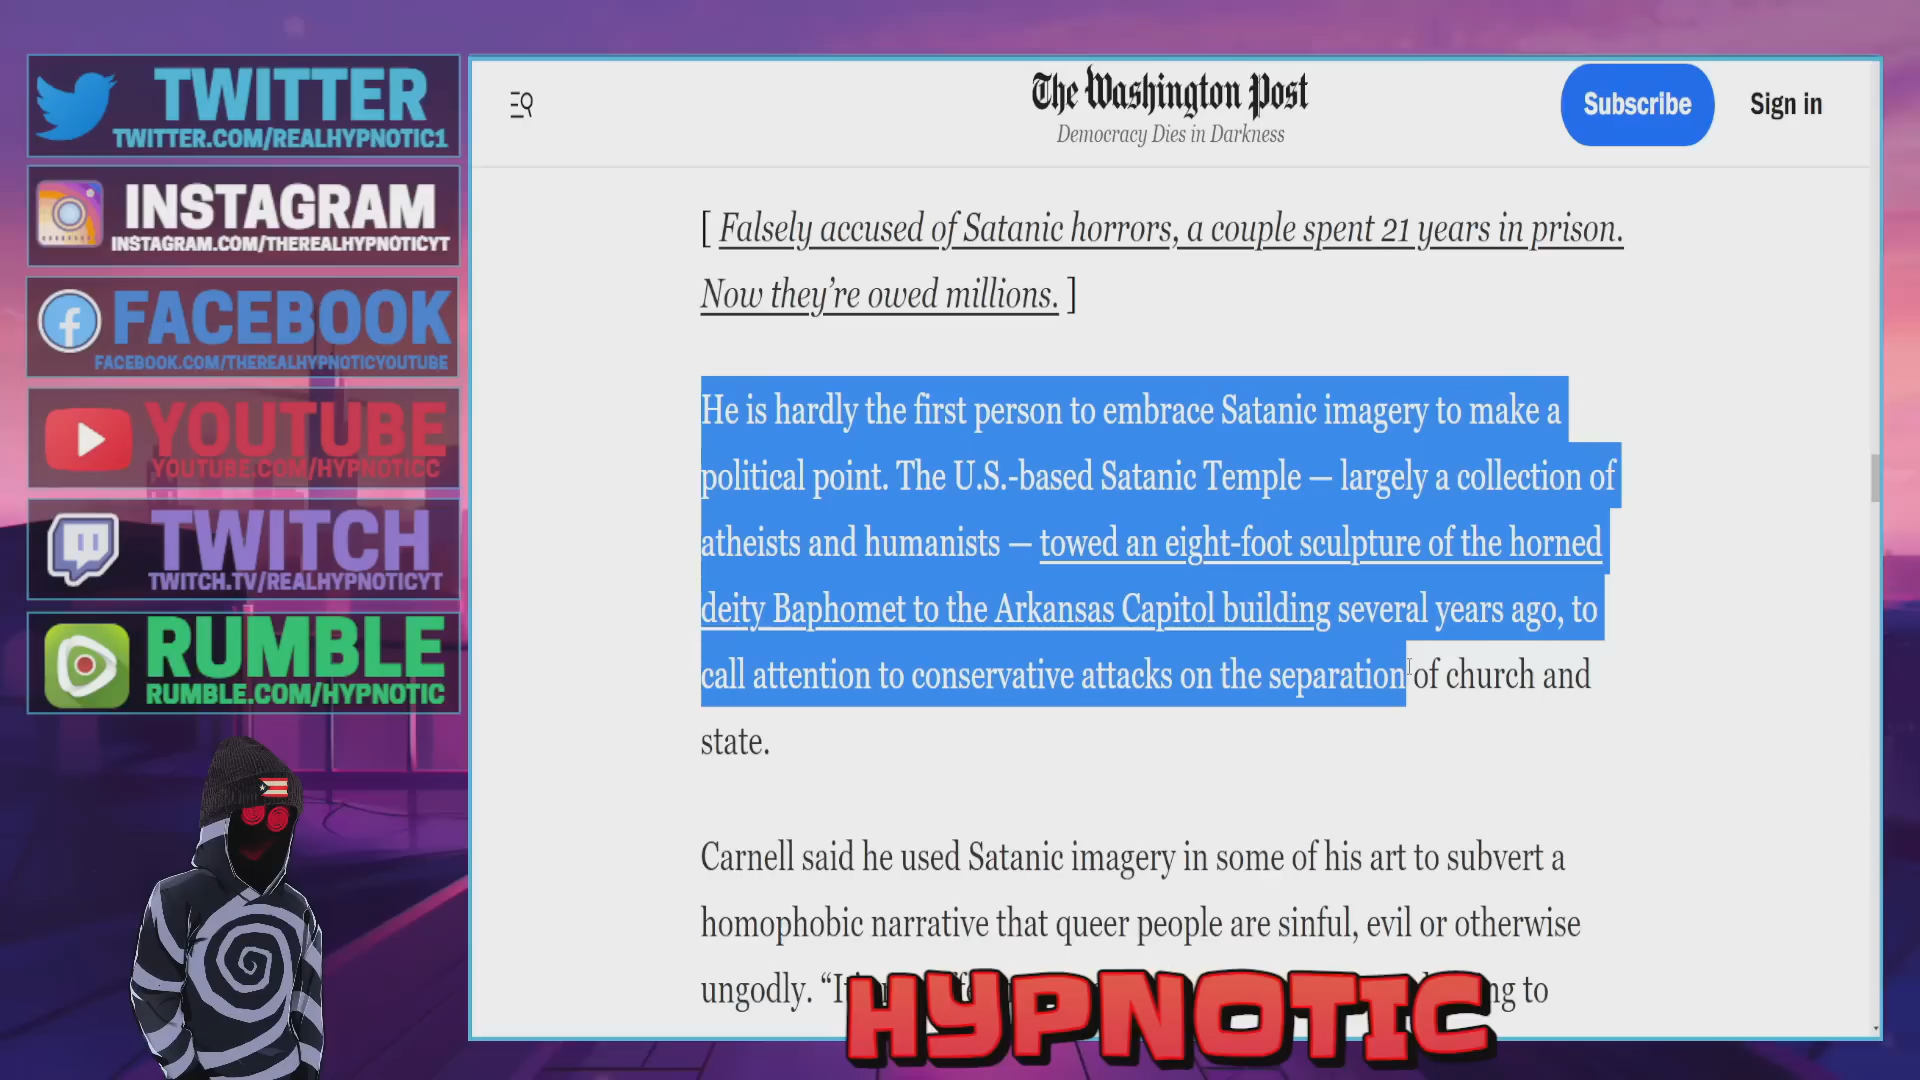 TWITTER
TWITTER.COM/REALHYPNOTIC1
INSTAGRAM
INSTAGRAM.COM/THEREALHYPNOTICYT
FACEBOOK
FACEBOOK.COM/THEREALHYPNOTICYOUTUBE
YOUTUBE
YOUTUBE.COM/HYPNOTICC
TWITCH
TWITCH.TV/REALHYPNOTICYT
RUMBLE
RUMBLE.COM/HYPNOTIC
The Washington Post
Democracy Dies in Darkness
Subscribe
Sign in
[ Falsely accused of Satanic horrors, a couple spent 21 years in prison.
Now they’re owed millions. ]
He is hardly the first person to embrace Satanic imagery to make a
political point. The U.S.-based Satanic Temple — largely a collection of
atheists and humanists — towed an eight-foot sculpture of the horned
deity Baphomet to the Arkansas Capitol building several years ago, to
call attention to conservative attacks on the separation of church and
state.
Carnell said he used Satanic imagery in some of his art to subvert a
homophobic narrative that queer people are sinful, evil or otherwise
ungodly. to
HYPNOTIC